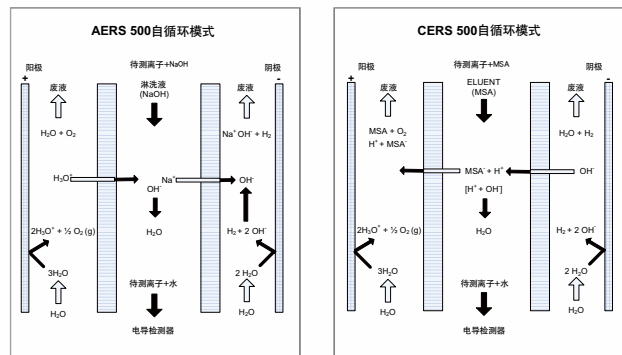 AERS 500自循环模式
阳极
+
待测离子+NaOH
阴极
-
废液
淋洗液
(NaOH)
废液
H₂O + O₂
Na⁺ OH⁻ + H₂
H₃O⁺
Na⁺
OH⁻
OH⁻
H₂O
2H₃O⁺ + ½ O₂ (g)
H₂ + 2 OH⁻
3H₂O
2 H₂O
待测离子+水
H₂O
H₂O
电导检测器
CERS 500自循环模式
阳极
+
待测离子+MSA
阴极
-
废液
ELUENT
(MSA)
废液
MSA + O₂
H⁺ + MSA⁻
H₂O + H₂
MSA⁻ + H⁺
OH⁻
[H⁺ + OH⁻]
H₂O
2H₃O⁺ + ½ O₂ (g)
H₂ + 2 OH⁻
3H₂O
2 H₂O
待测离子+水
H₂O
H₂O
电导检测器